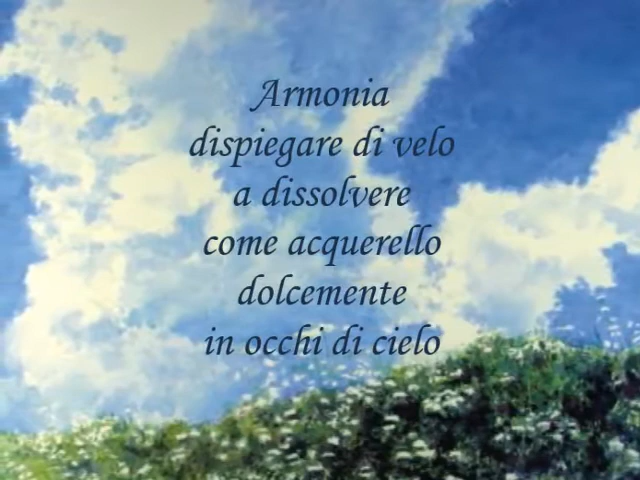 Armonia
dispiegare di velo
a dissolvere
come acquerello
dolcemente
in occhi di cielo